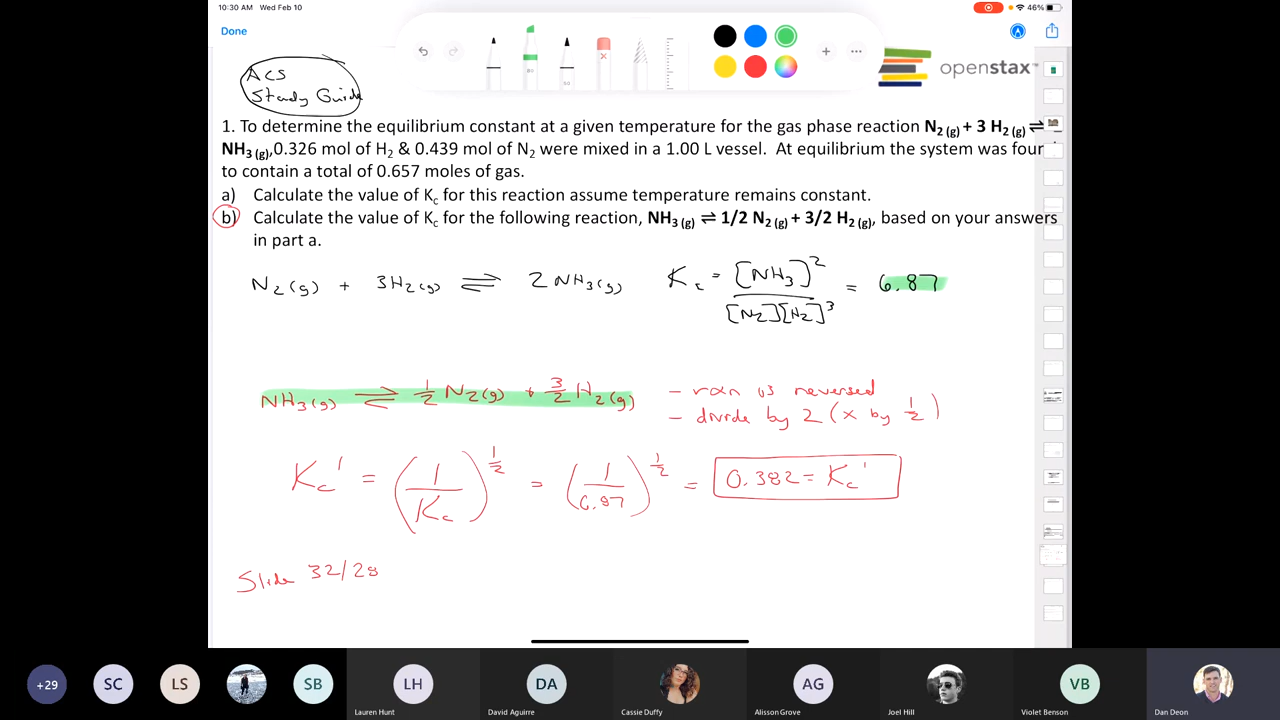 10:30 AM Wed Feb 10
46%
Done
openstax™
ACS
Study Guide
1. To determine the equilibrium constant at a given temperature for the gas phase reaction N₂ (g) + 3 H₂ (g) ⇌
NH₃ (g),0.326 mol of H₂ & 0.439 mol of N₂ were mixed in a 1.00 L vessel. At equilibrium the system was four
to contain a total of 0.657 moles of gas.
a) Calculate the value of Kc for this reaction assume temperature remains constant.
b) Calculate the value of Kc for the following reaction, NH₃ (g) ⇌ 1/2 N₂ (g) + 3/2 H₂ (g), based on your answers
in part a.
N₂(g) + 3H₂(g) ⇌ 2 NH₃(g) Kc = [NH₃]² / [N₂][H₂]³ = 6.87
NH₃(g) ⇌ 1/2 N₂(g) + 3/2 H₂(g) - rxn is reversed
- divide by 2 (x by 1/2)
Kc' = (1/Kc)^1/2 = (1/6.87)^1/2 = 0.382 = Kc'
Slide 32/28
+29 SC LS SB LH DA AG VB
Lauren Hunt David Aguirre Cassie Duffy Alisson Grove Joel Hill Violet Benson Dan Deon